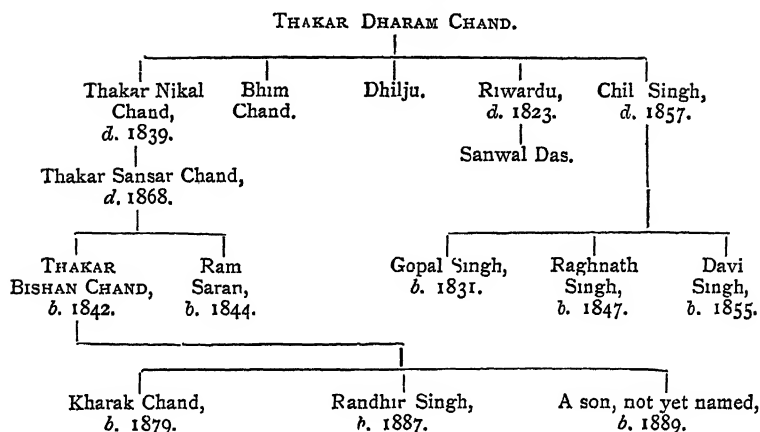 THAKAR DHARAM CHAND.
Thakar Nikal Chand, d. 1839.
Bhim Chand.
Dhilju.
Riwardu, d. 1823.
Chil Singh, d. 1857.
Sanwal Das.
Thakar Sansar Chand, d. 1868.
THAKAR BISHAN CHAND, b. 1842.
Ram Saran, b. 1844.
Gopal Singh, b. 1831.
Raghnath Singh, b. 1847.
Davi Singh, b. 1855.
Kharak Chand, b. 1879.
Randhir Singh, b. 1887.
A son, not yet named, b. 1889.